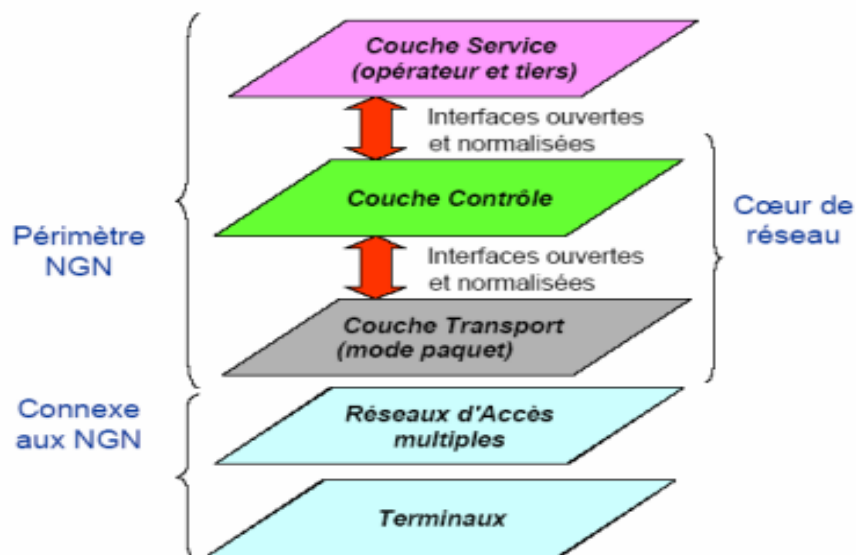 Couche Service
(opérateur et tiers)
Interfaces ouvertes
et normalisées
Couche Contrôle
Cœur de
réseau
Périmètre
NGN
Interfaces ouvertes
et normalisées
Couche Transport
(mode paquet)
Connexe
aux NGN
Réseaux d'Accès
multiples
Terminaux